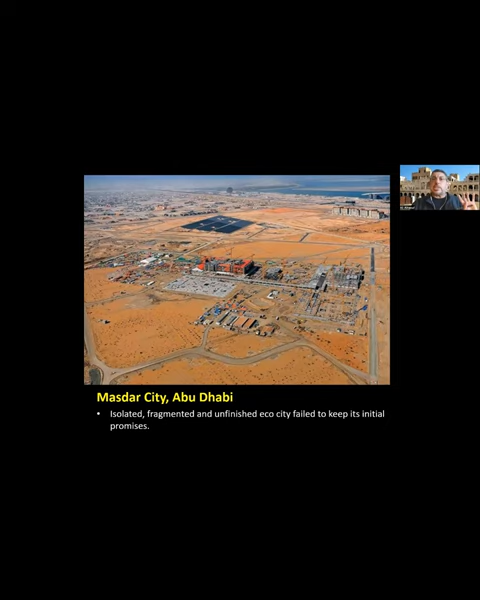 Masdar City, Abu Dhabi
• Isolated, fragmented and unfinished eco city failed to keep its initial
promises.